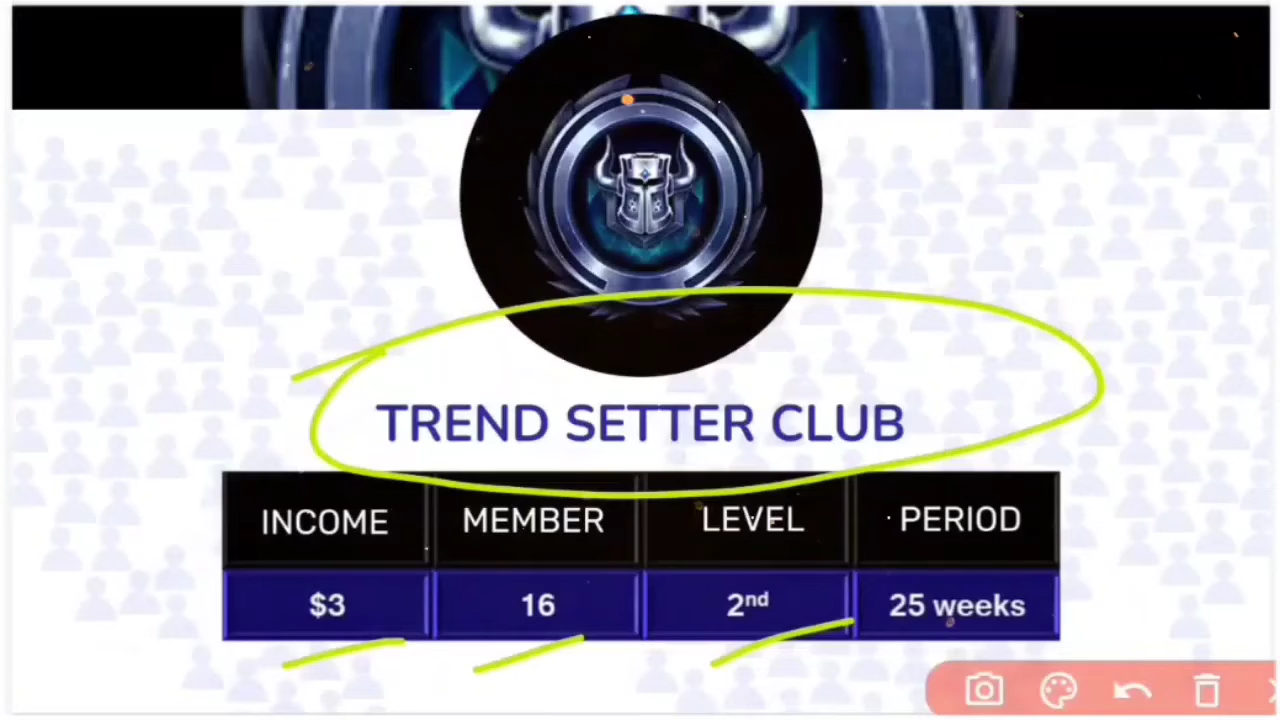 TREND SETTER CLUB
INCOME MEMBER LEVEL PERIOD
$3 16 2nd 25 weeks